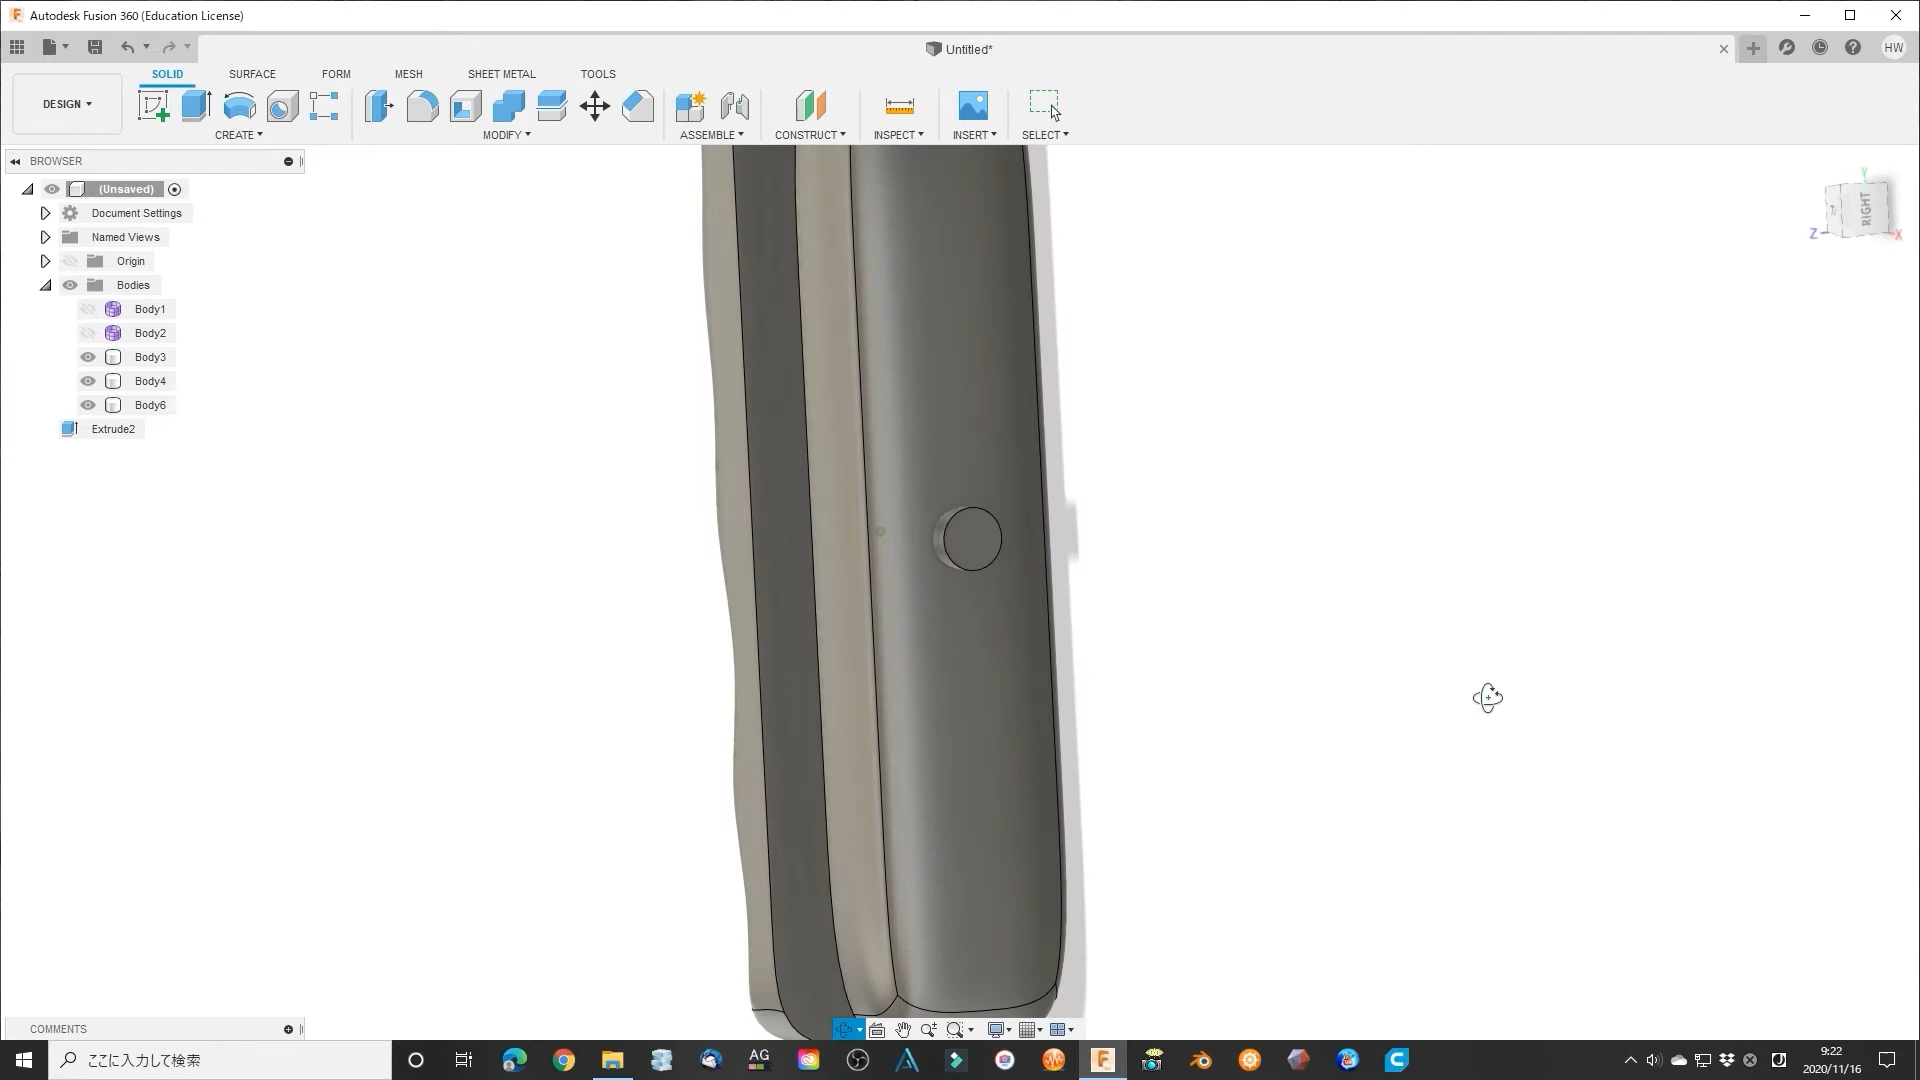 Autodesk Fusion 360 (Education License)
Untitled*
HW
DESIGN
SOLID SURFACE FORM MESH SHEET METAL TOOLS
CREATE MODIFY ASSEMBLE CONSTRUCT INSPECT INSERT SELECT
BROWSER
(Unsaved)
Document Settings
Named Views
Origin
Bodies
Body1
Body2
Body3
Body4
Body6
Extrude2
Y
RIGHT
Z
X
COMMENTS
ここに入力して検索
AG
9:22
2020/11/16